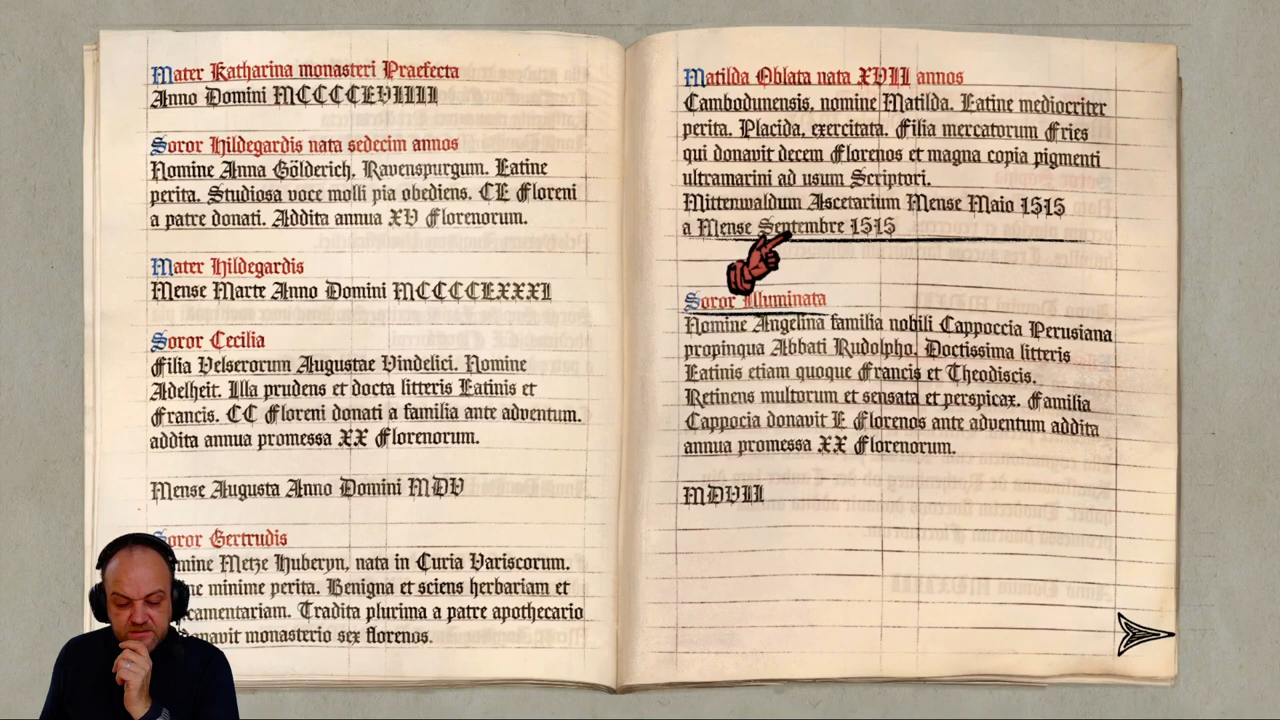 Mater Katharina monasteri Praefecta
Anno Domini MCCCCLVIIII
Soror Hildegardis nata sedecim annos
Nomine Anna Gölderich, Ravenspurgum. Latine
perita. Studiosa voce molli pia obediens. CL Floreni
a patre donati. Addita annua XV Florenorum.
Mater Hildegardis
Mense Marte Anno Domini MCCCCLXXXI
Soror Cecilia
Filia Velserorum Augustae Vindelici. Nomine
Adelheit. Illa prudens et docta litteris Latinis et
Francis. CC Floreni donati a familia ante adventum.
addita annua promessa XX Florenorum.
Mense Augusta Anno Domini MDV
Soror Gertrudis
mine Metze Huberyn, nata in Curia Variscorum.
ne minime perita. Benigna et sciens herbariam et
camentariam. Tradita plurima a patre apothecario
donavit monasterio sex florenos.
Matilda Oblata nata XVII annos
Cambodunensis, nomine Matilda. Latine mediocriter
perita. Placida, exercitata. Filia mercatorum Fries
qui donavit decem Florenos et magna copia pigmenti
ultramarini ad usum Scriptori.
Mittenwaldum Ascetarium Mense Maio 1515
a Mense Septembre 1515
Soror Illuminata
Nomine Angelina familia nobili Cappoccia Perusiana
propinqua Abbati Rudolpho. Doctissima litteris
Latinis etiam quoque Francis et Theodiscis.
Retinens multorum et sensata et perspicax. Familia
Cappocia donavit L Florenos ante adventum addita
annua promessa XX Florenorum.
MDVII